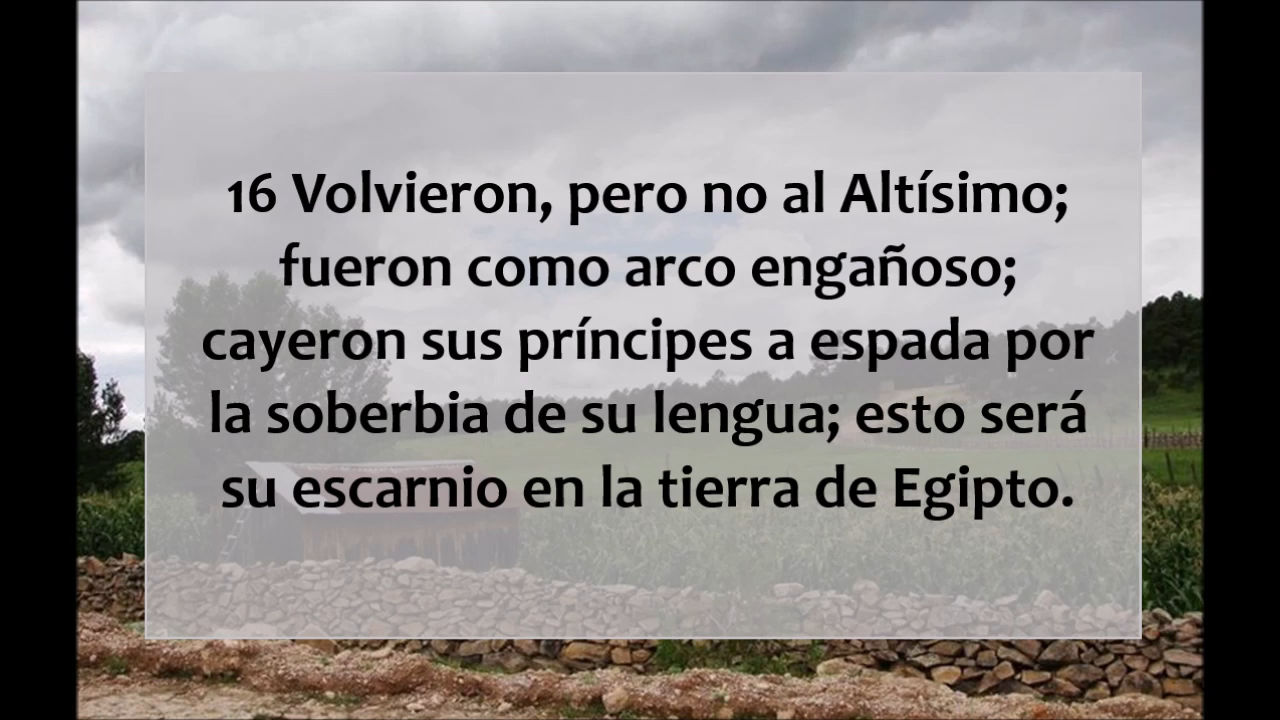 16 Volvieron, pero no al Altísimo;
fueron como arco engañoso;
cayeron sus príncipes a espada por
la soberbia de su lengua; esto será
su escarnio en la tierra de Egipto.